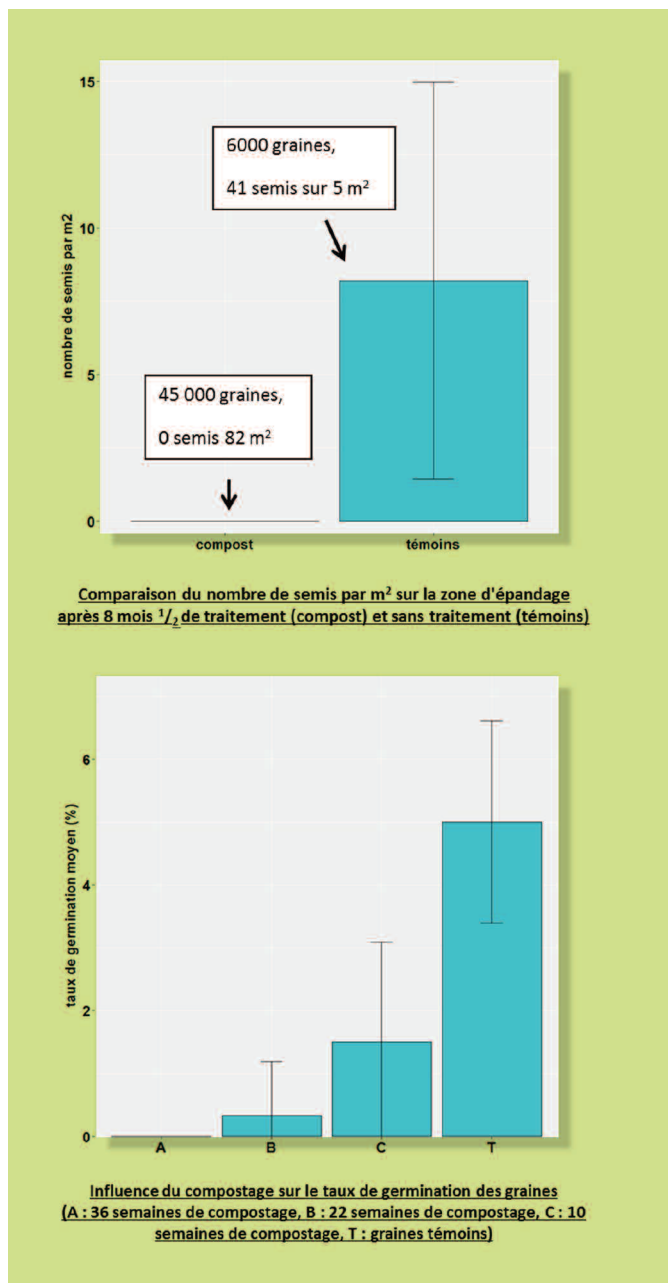 15
10
5
0
nombre de semis par m2
6000 graines,
41 semis sur 5 m²
45 000 graines,
0 semis 82 m²
compost
témoins
Comparaison du nombre de semis par m² sur la zone d'épandage
après 8 mois ¹/₂ de traitement (compost) et sans traitement (témoins)
6
4
2
0
taux de germination moyen (%)
A
B
C
T
Influence du compostage sur le taux de germination des graines
(A : 36 semaines de compostage, B : 22 semaines de compostage, C : 10
semaines de compostage, T : graines témoins)